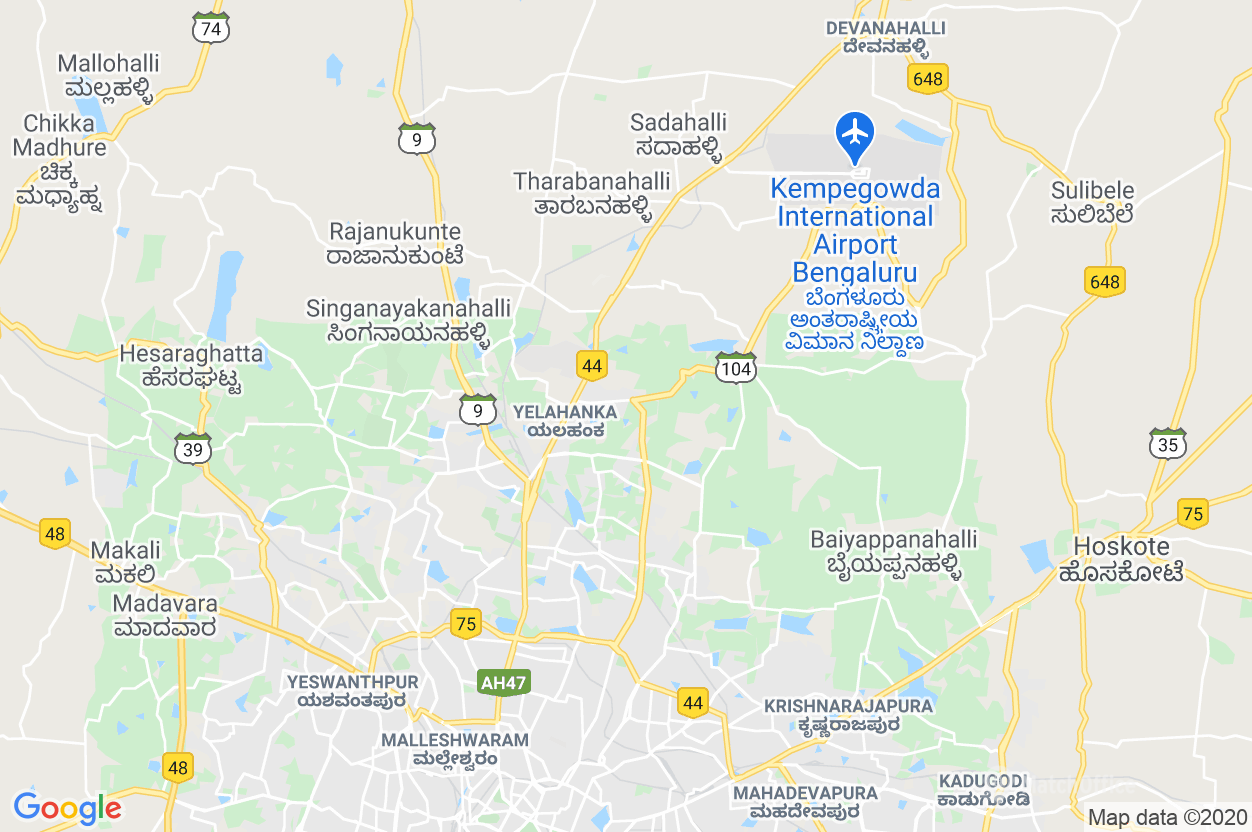 74
DEVANAHALLI
ದೇವನಹಳ್ಳಿ
Mallohalli
ಮಲ್ಲಹಳ್ಳಿ
648
Chikka
Madhure
ಚಿಕ್ಕ
ಮಧ್ಯಾಹ್ನ
9
Sadahalli
ಸದಾಹಳ್ಳಿ
Tharabanahalli
ತಾರಬನಹಳ್ಳಿ
Kempegowda
International
Airport
Bengaluru
ಬೆಂಗಳೂರು
ಅಂತರಾಷ್ಟ್ರೀಯ
ವಿಮಾನ ನಿಲ್ದಾಣ
Sulibele
ಸುಲಿಬೆಲೆ
Rajanukunte
ರಾಜಾನುಕುಂಟೆ
648
Singanayakanahalli
ಸಿಂಗನಾಯನಹಳ್ಳಿ
Hesaraghatta
ಹೆಸರಘಟ್ಟ
44
104
9
YELAHANKA
ಯಲಹಂಕ
39
35
75
48
Makali
ಮಕಲಿ
Baiyappanahalli
ಬೈಯಪ್ಪನಹಳ್ಳಿ
Hoskote
ಹೊಸಕೋಟೆ
Madavara
ಮಾದವಾರ
75
AH47
YESWANTHPUR
ಯಶವಂತಪುರ
44
KRISHNARAJAPURA
ಕೃಷ್ಣರಾಜಪುರ
MALLESHWARAM
ಮಲ್ಲೇಶ್ವರಂ
48
MAHADEVAPURA
ಮಹದೇವಪುರ
KADUGODI
ಕಾಡುಗೋಡಿ
Google
Map data ©2020